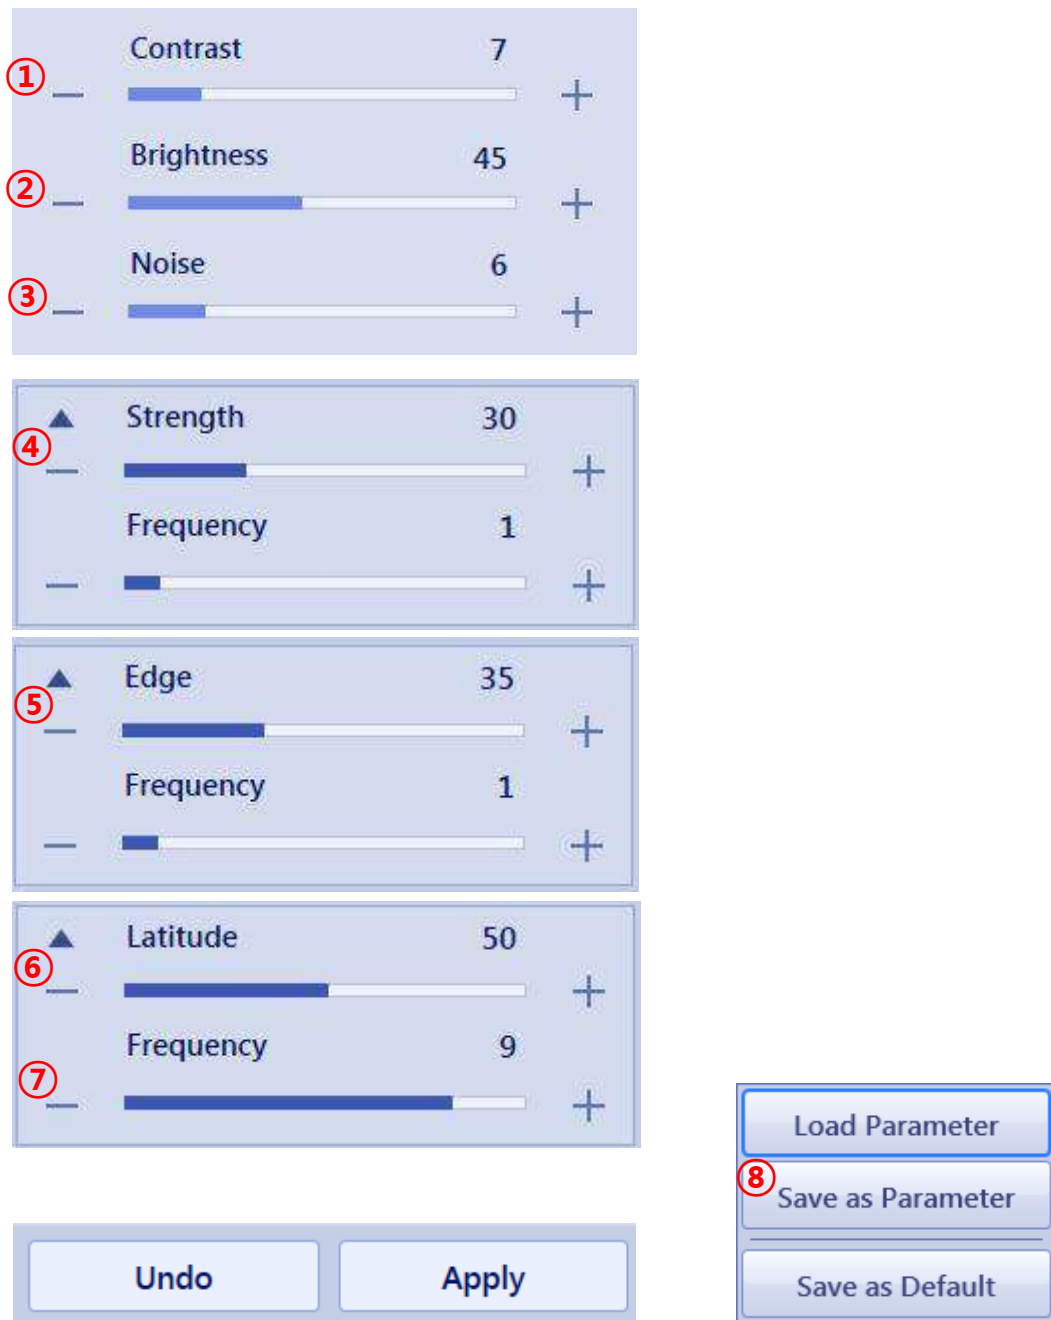 Contrast 7
① − +
Brightness 45
② − +
Noise 6
③ − +
Strength 30
④ − +
Frequency 1
− +
Edge 35
⑤ − +
Frequency 1
− +
Latitude 50
⑥ − +
Frequency 9
⑦ − +
Load Parameter
⑧ Save as Parameter
Save as Default
Undo Apply